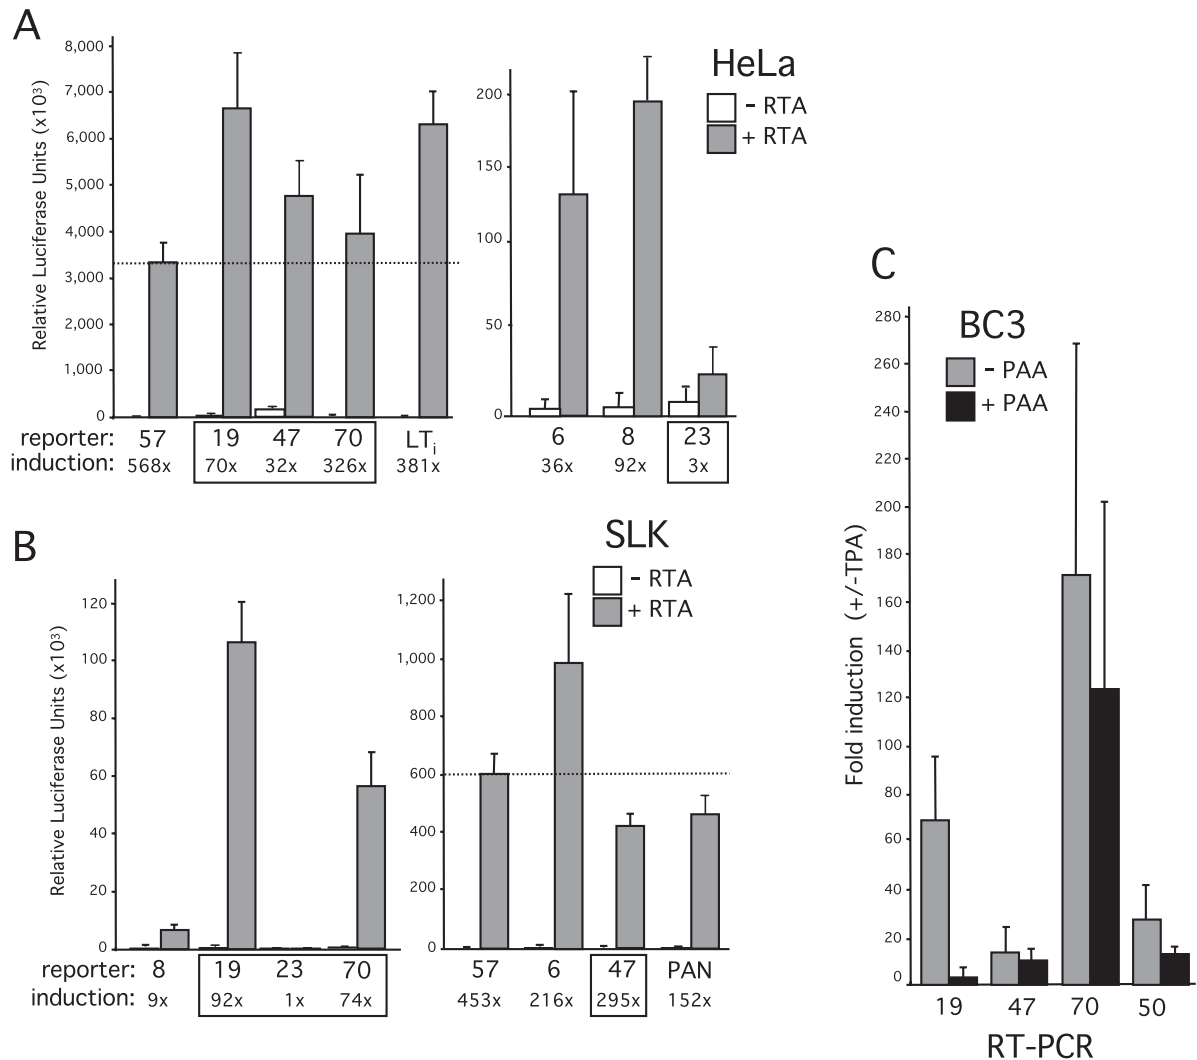 A
HeLa
- RTA
+ RTA
Relative Luciferase Units (x10³)
8,000
7,000
6,000
5,000
4,000
3,000
2,000
1,000
0
200
150
100
50
0
reporter: 57 19 47 70 LTi 6 8 23
induction: 568x 70x 32x 326x 381x 36x 92x 3x
B
SLK
- RTA
+ RTA
Relative Luciferase Units (x10³)
120
100
80
60
40
20
0
1,200
1,000
800
600
400
200
0
reporter: 8 19 23 70 57 6 47 PAN
induction: 9x 92x 1x 74x 453x 216x 295x 152x
C
BC3
- PAA
+ PAA
Fold induction (+/-TPA)
280
260
240
220
200
180
160
140
120
100
80
60
40
20
0
19 47 70 50
RT-PCR